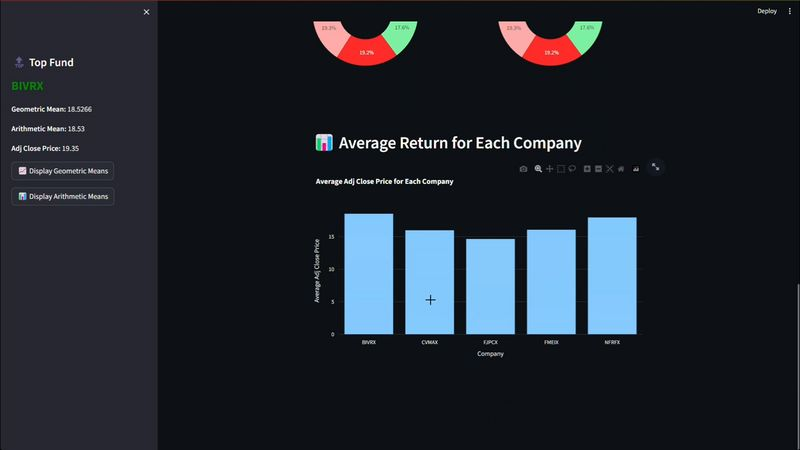 Deploy
TOP
Top Fund
BIVRX
Geometric Mean: 18.5266
Arithmetic Mean: 18.53
Adj Close Price: 19.35
Display Geometric Means
Display Arithmetic Means
19.3%
17.6%
19.2%
19.3%
17.6%
19.2%
Average Return for Each Company
Average Adj Close Price for Each Company
Average Adj Close Price
15
10
5
0
BIVRX
CVMAX
FJPCX
FMEIX
NFRFX
Company